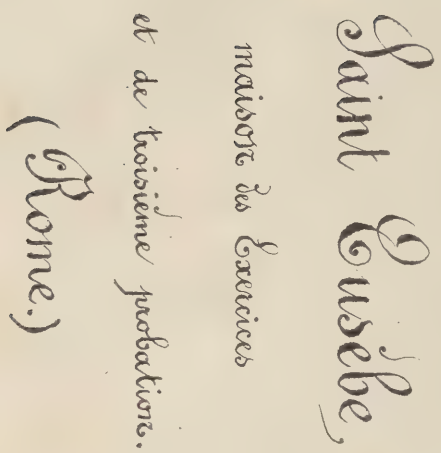 Saint Eusèbe,
maison des Exercices
et de troisième probation.
(Rome.)